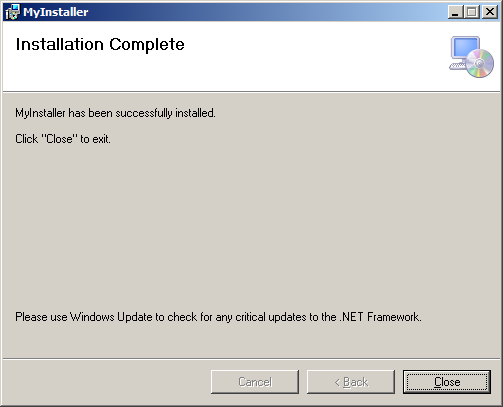 MyInstaller
Installation Complete
MyInstaller has been successfully installed.
Click "Close" to exit.
Please use Windows Update to check for any critical updates to the .NET Framework.
Cancel
< Back
Close